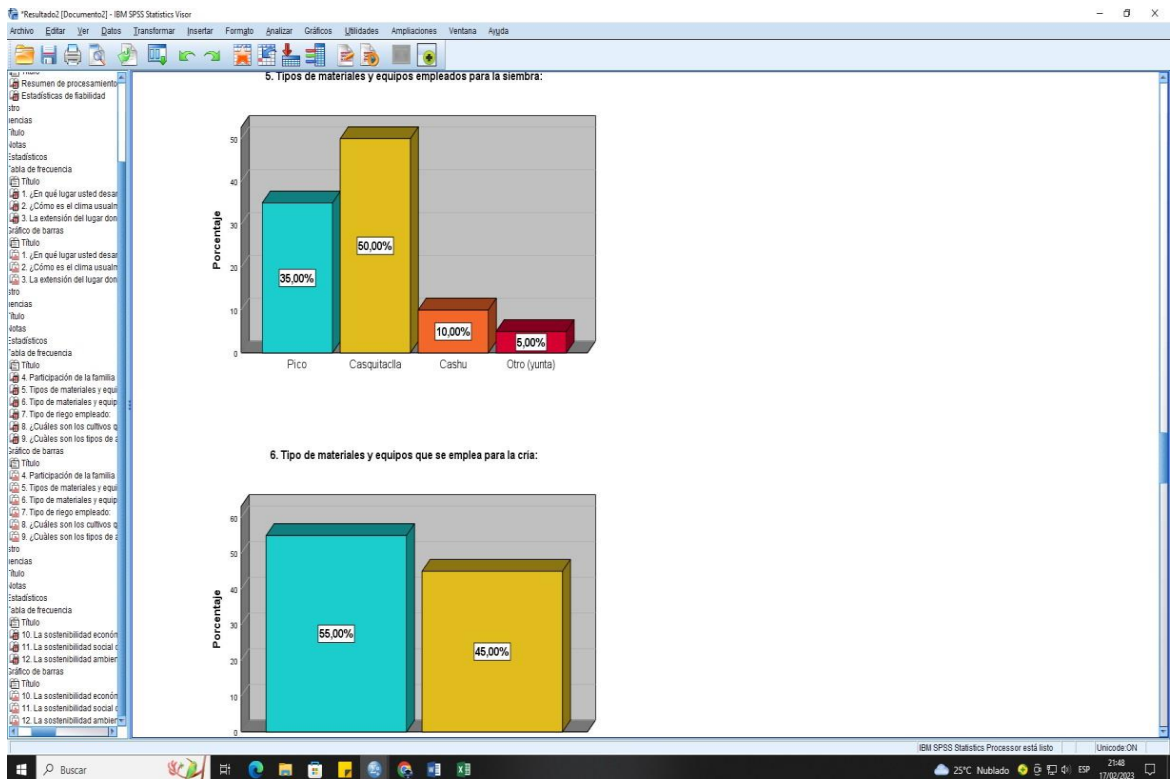 *Resultado2 [Documento2] - IBM SPSS Statistics Visor
Archivo Editar Ver Datos Transformar Insertar Formato Analizar Gráficos Utilidades Ampliaciones Ventana Ayuda
Resumen de procesamiento
Estadísticas de fiabilidad
stro
iencias
Título
Notas
Estadísticos
Tabla de frecuencia
Título
1. ¿En qué lugar usted desar
2. ¿Cómo es el clima usualm
3. La extensión del lugar don
Gráfico de barras
Título
1. ¿En qué lugar usted desar
2. ¿Cómo es el clima usualm
3. La extensión del lugar don
stro
iencias
Título
Notas
Estadísticos
Tabla de frecuencia
Título
4. Participación de la familia
5. Tipos de materiales y equi
6. Tipo de materiales y equip
7. Tipo de riego empleado:
8. ¿Cuáles son los cultivos q
9. ¿Cuàles son los tipos de a
Gráfico de barras
Título
4. Participación de la familia
5. Tipos de materiales y equi
6. Tipo de materiales y equip
7. Tipo de riego empleado:
8. ¿Cuáles son los cultivos q
9. ¿Cuàles son los tipos de a
stro
iencias
Título
Notas
Estadísticos
Tabla de frecuencia
Título
10. La sostenibilidad económ
11. La sostenibilidad social d
12. La sostenibilidad ambien
Gráfico de barras
Título
10. La sostenibilidad económ
11. La sostenibilidad social d
12. La sostenibilidad ambien
5. Tipos de materiales y equipos empleados para la siembra:
Porcentaje
50
40
30
20
10
0
35,00%
50,00%
10,00%
5,00%
Pico Casquitaclla Cashu Otro (yunta)
6. Tipo de materiales y equipos que se emplea para la cria:
Porcentaje
60
50
40
30
20
10
0
55,00%
45,00%
IBM SPSS Statistics Processor está listo Unicode:ON
Buscar
25°C Nublado ESP 21:48
17/02/2023